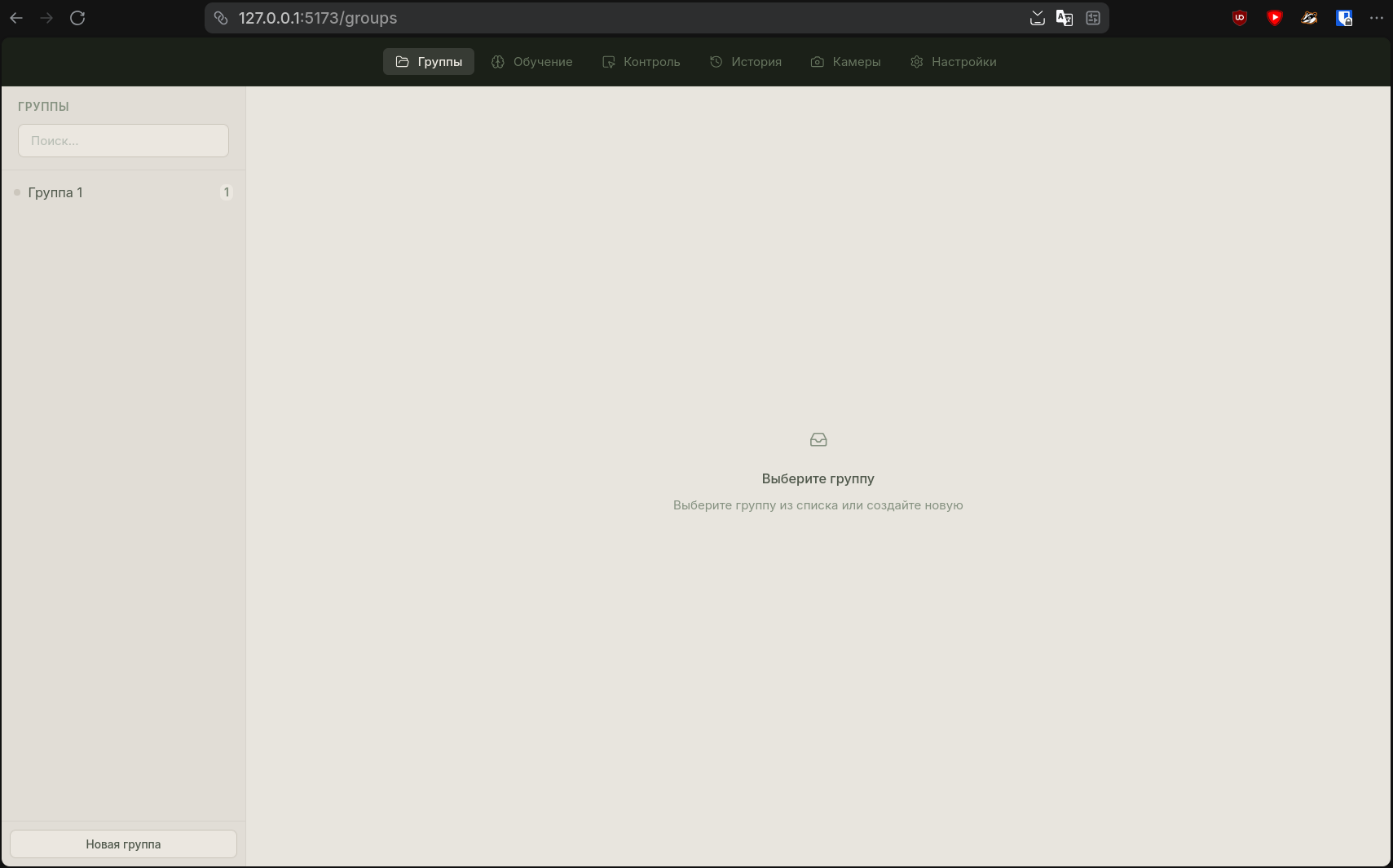 127.0.0.1:5173/groups
Группы
Обучение
Контроль
История
Камеры
Настройки
ГРУППЫ
Поиск...
Группа 1
1
Выберите группу
Выберите группу из списка или создайте новую
Новая группа